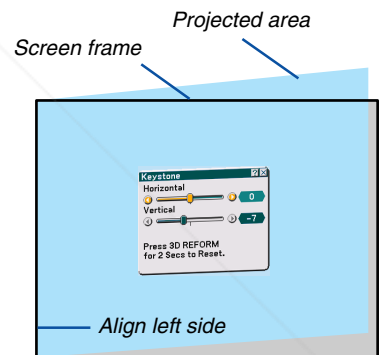 Projected area
Screen frame
Keystone
Horizontal
0
Vertical
-7
Press 3D REFORM
for 2 Secs to Reset.
Align left side